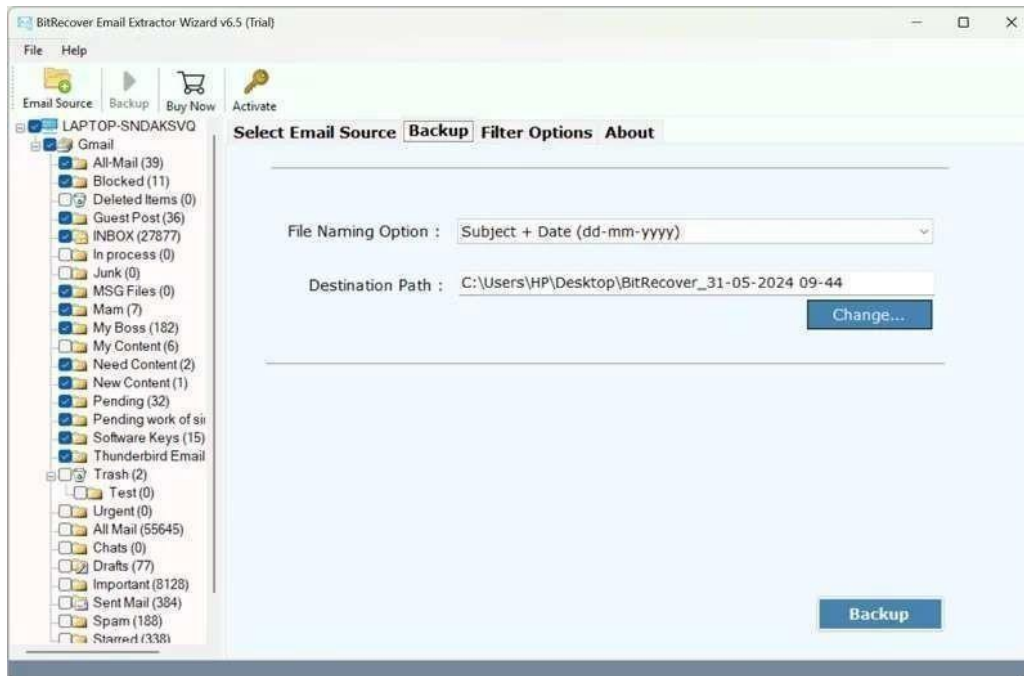 BitRecover Email Extractor Wizard v6.5 (Trial)
File Help
Email Source Backup Buy Now Activate
LAPTOP-SNDAKSVQ
Gmail
All-Mail (39)
Blocked (11)
Deleted Items (0)
Guest Post (36)
INBOX (27877)
In process (0)
Junk (0)
MSG Files (0)
Mam (7)
My Boss (182)
My Content (6)
Need Content (2)
New Content (1)
Pending (32)
Pending work of sir
Software Keys (15)
Thunderbird Email
Trash (2)
Test (0)
Urgent (0)
All Mail (55645)
Chats (0)
Drafts (77)
Important (8128)
Sent Mail (384)
Spam (188)
Starred (338)
Select Email Source Backup Filter Options About
File Naming Option : Subject + Date (dd-mm-yyyy)
Destination Path : C:\Users\HP\Desktop\BitRecover_31-05-2024 09-44
Change...
Backup